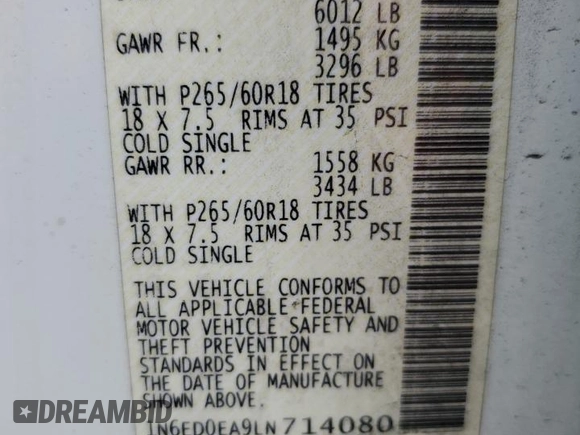 6012 LB
GAWR FR.: 1495 KG
3296 LB
WITH P265/60R18 TIRES
18 X 7.5 RIMS AT 35 PSI
COLD SINGLE
GAWR RR.: 1558 KG
3434 LB
WITH P265/60R18 TIRES
18 X 7.5 RIMS AT 35 PSI
COLD SINGLE
THIS VEHICLE CONFORMS TO
ALL APPLICABLE FEDERAL
MOTOR VEHICLE SAFETY AND
THEFT PREVENTION
STANDARDS IN EFFECT ON
THE DATE OF MANUFACTURE
SHOWN ABOVE.
1N6ED0EA9LN714080
RIDEMBID